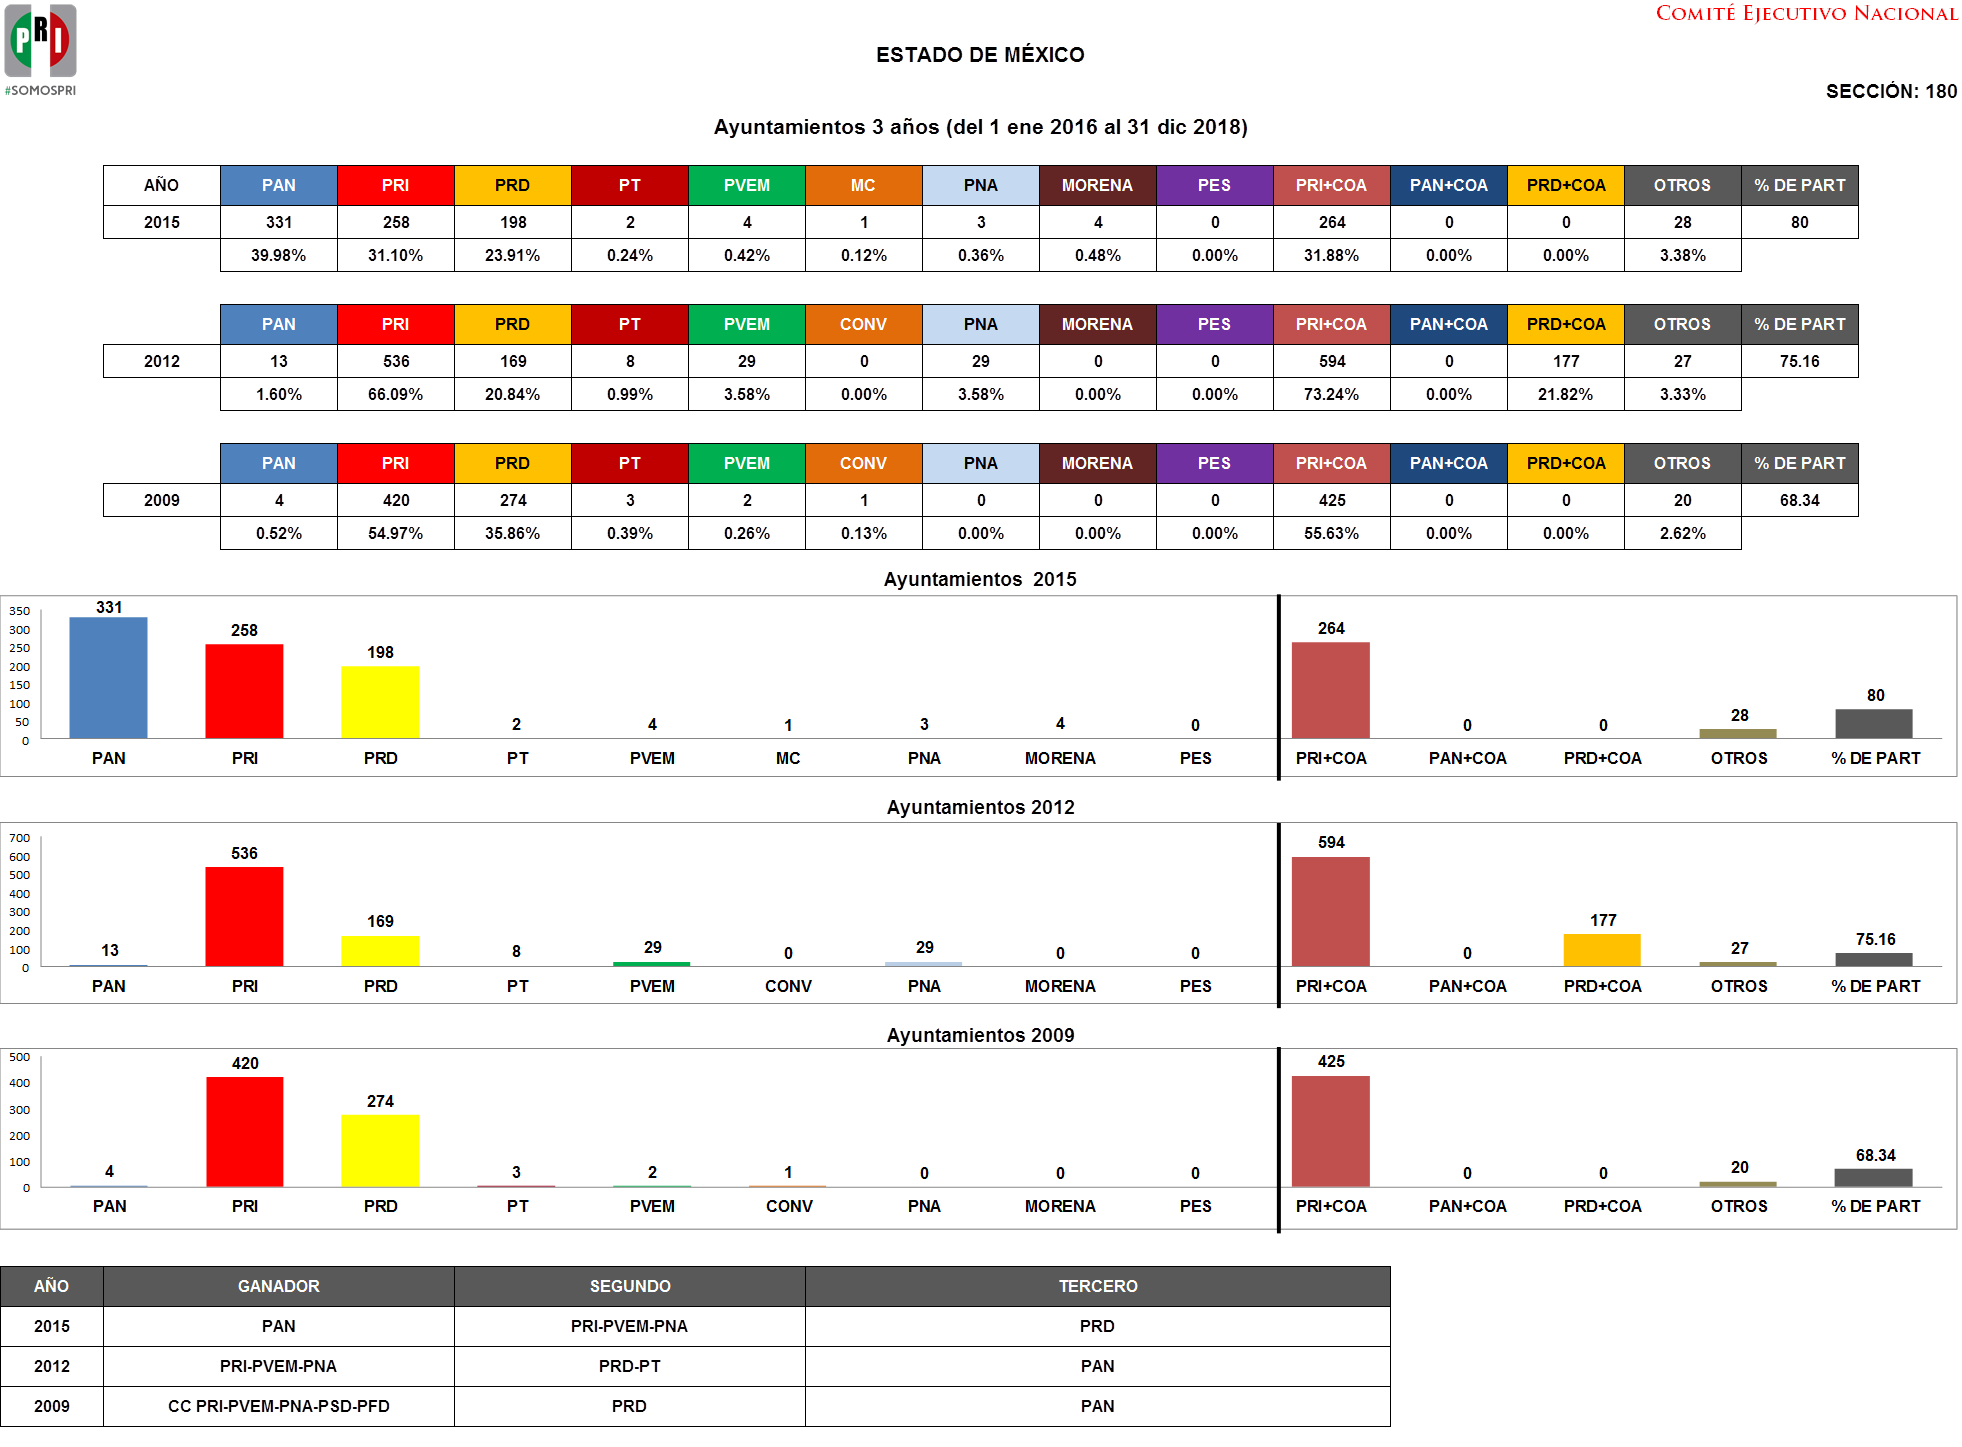 PRI
#SOMOSPRI
COMITÉ EJECUTIVO NACIONAL
ESTADO DE MÉXICO
SECCIÓN: 180
Ayuntamientos 3 años (del 1 ene 2016 al 31 dic 2018)
AÑO PAN PRI PRD PT PVEM MC PNA MORENA PES PRI+COA PAN+COA PRD+COA OTROS % DE PART
2015 331 258 198 2 4 1 3 4 0 264 0 0 28 80
39.98% 31.10% 23.91% 0.24% 0.42% 0.12% 0.36% 0.48% 0.00% 31.88% 0.00% 0.00% 3.38%
PAN PRI PRD PT PVEM CONV PNA MORENA PES PRI+COA PAN+COA PRD+COA OTROS % DE PART
2012 13 536 169 8 29 0 29 0 0 594 0 177 27 75.16
1.60% 66.09% 20.84% 0.99% 3.58% 0.00% 3.58% 0.00% 0.00% 73.24% 0.00% 21.82% 3.33%
PAN PRI PRD PT PVEM CONV PNA MORENA PES PRI+COA PAN+COA PRD+COA OTROS % DE PART
2009 4 420 274 3 2 1 0 0 0 425 0 0 20 68.34
0.52% 54.97% 35.86% 0.39% 0.26% 0.13% 0.00% 0.00% 0.00% 55.63% 0.00% 0.00% 2.62%
Ayuntamientos 2015
350
300
250
200
150
100
50
0
331 258 198 2 4 1 3 4 0 264 0 0 28 80
PAN PRI PRD PT PVEM MC PNA MORENA PES PRI+COA PAN+COA PRD+COA OTROS % DE PART
Ayuntamientos 2012
700
600
500
400
300
200
100
0
13 536 169 8 29 0 29 0 0 594 0 177 27 75.16
PAN PRI PRD PT PVEM CONV PNA MORENA PES PRI+COA PAN+COA PRD+COA OTROS % DE PART
Ayuntamientos 2009
500
400
300
200
100
0
4 420 274 3 2 1 0 0 0 425 0 0 20 68.34
PAN PRI PRD PT PVEM CONV PNA MORENA PES PRI+COA PAN+COA PRD+COA OTROS % DE PART
AÑO GANADOR SEGUNDO TERCERO
2015 PAN PRI-PVEM-PNA PRD
2012 PRI-PVEM-PNA PRD-PT PAN
2009 CC PRI-PVEM-PNA-PSD-PFD PRD PAN